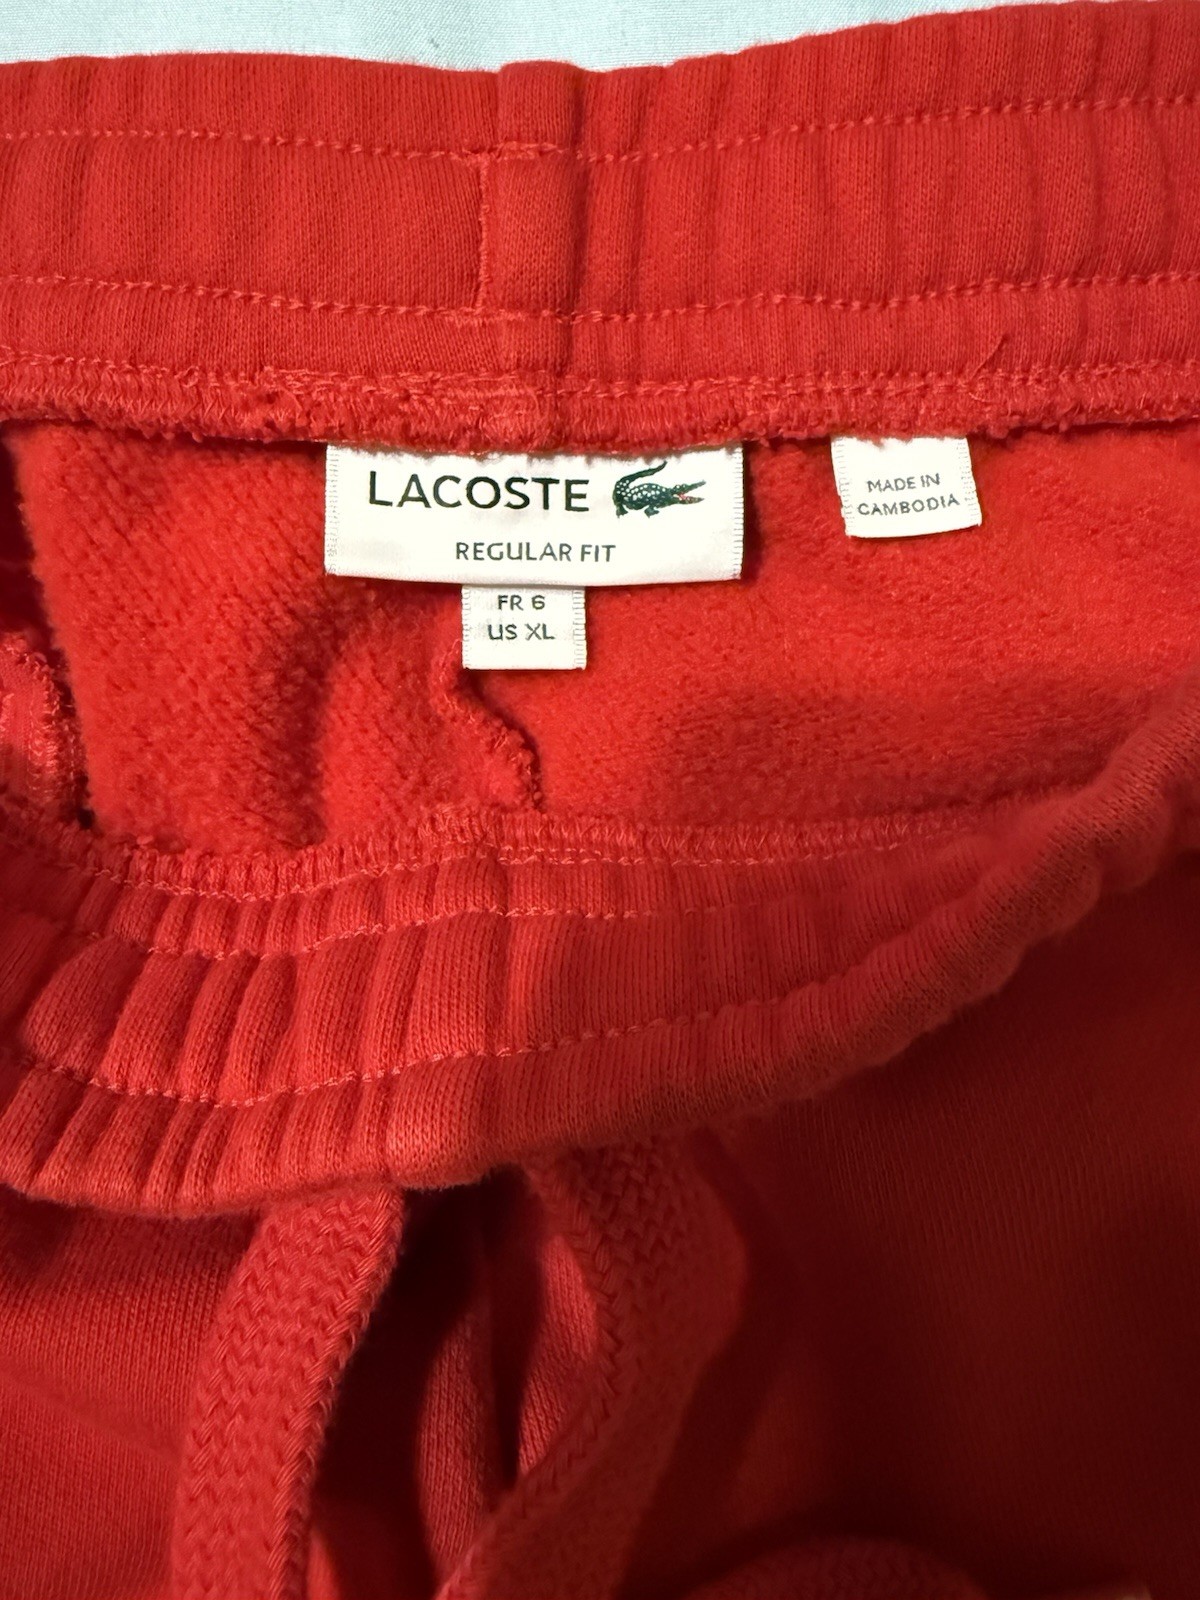 LACOSTE
REGULAR FIT
FR 6
US XL
MADE IN
CAMBODIA